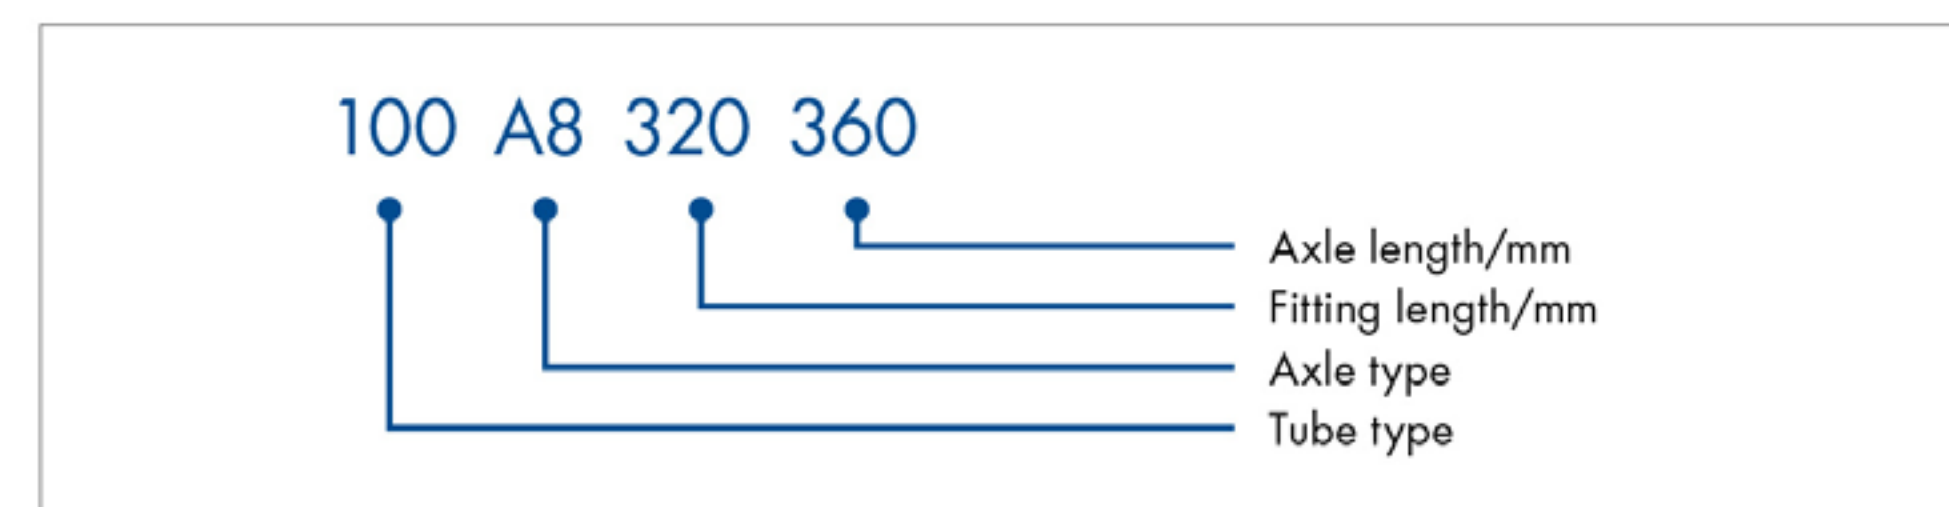 100 A8 320 360
Axle length/mm
Fitting length/mm
Axle type
Tube type